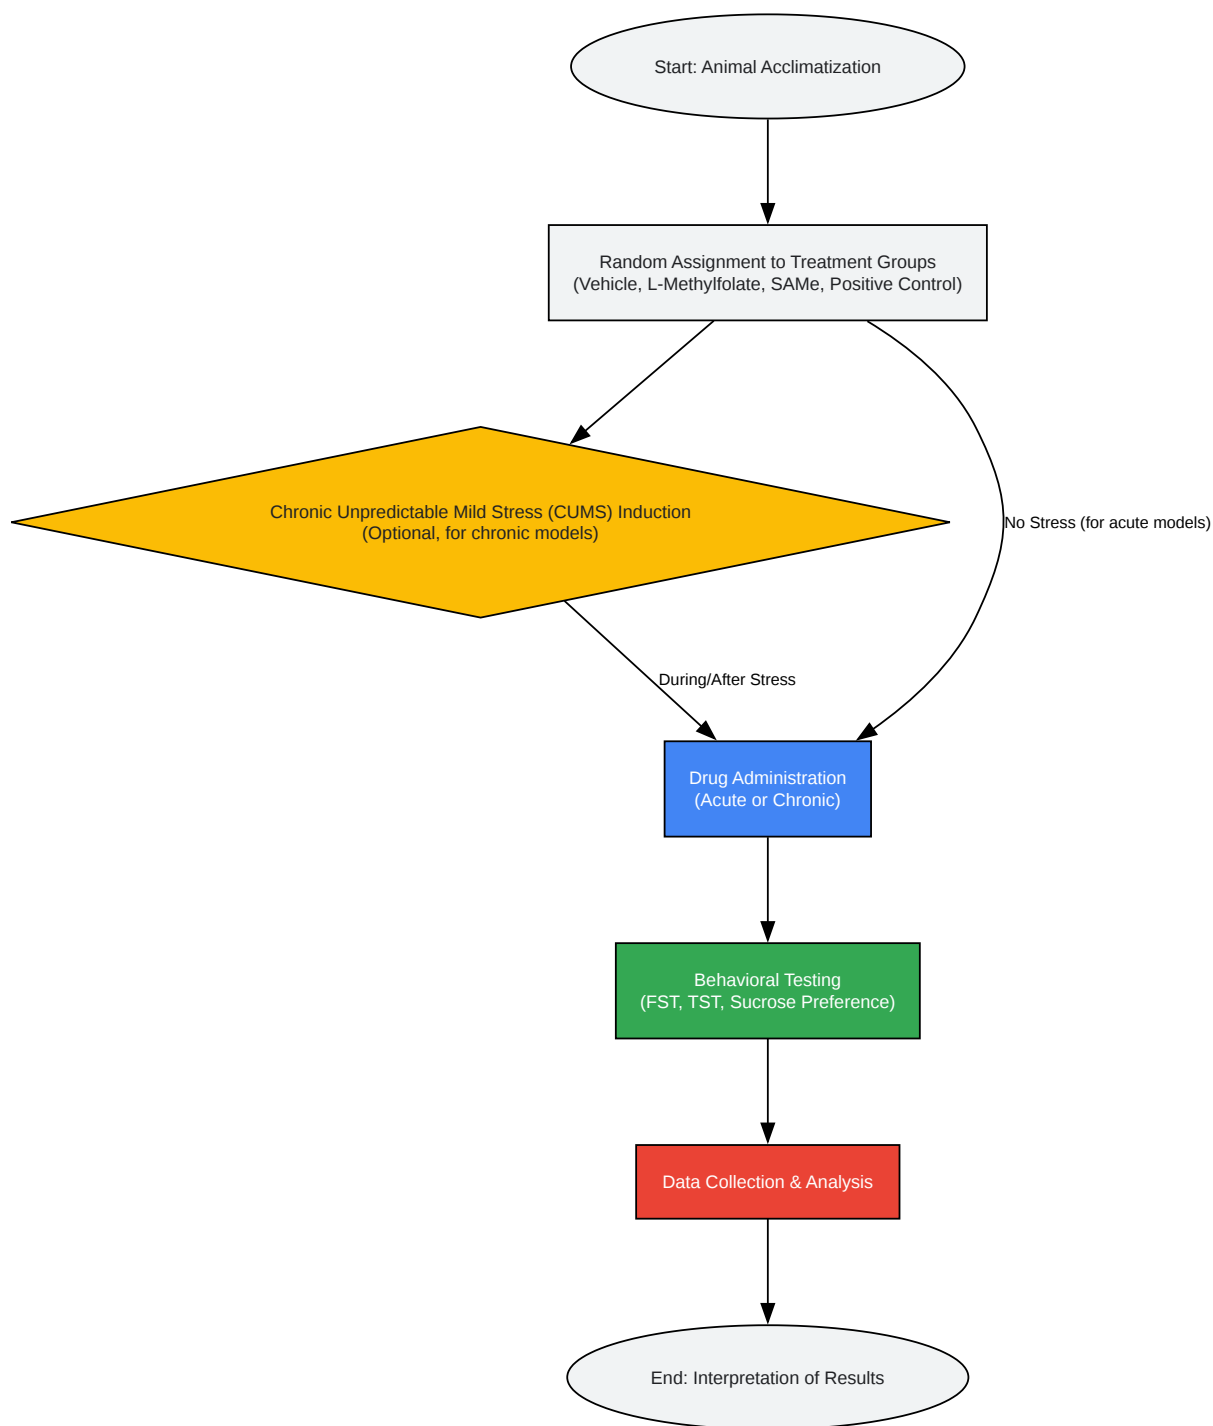 Start: Animal Acclimatization
Random Assignment to Treatment Groups
(Vehicle, L-Methylfolate, SAMe, Positive Control)
Chronic Unpredictable Mild Stress (CUMS) Induction
(Optional, for chronic models)
No Stress (for acute models)
During/After Stress
Drug Administration
(Acute or Chronic)
Behavioral Testing
(FST, TST, Sucrose Preference)
Data Collection & Analysis
End: Interpretation of Results